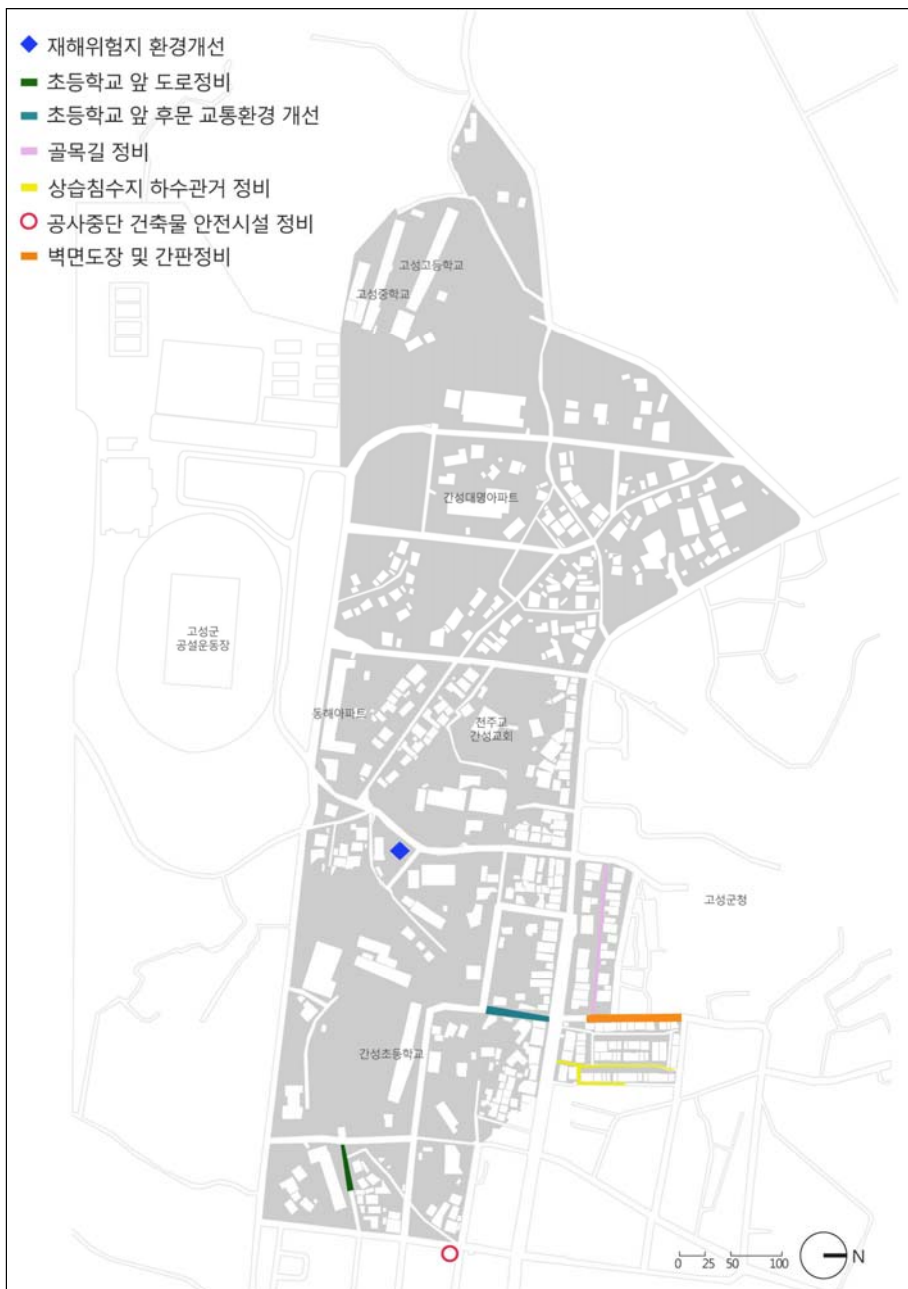 재해위험지 환경개선
초등학교 앞 도로정비
초등학교 앞 후문 교통환경 개선
골목길 정비
상습침수지 하수관거 정비
공사중단 건축물 안전시설 정비
벽면도장 및 간판정비
고성고등학교
고성중학교
간성대명아파트
고성군
공설운동장
동해아파트
천주교
간성교회
고성군청
간성초등학교
0 25 50 100
N